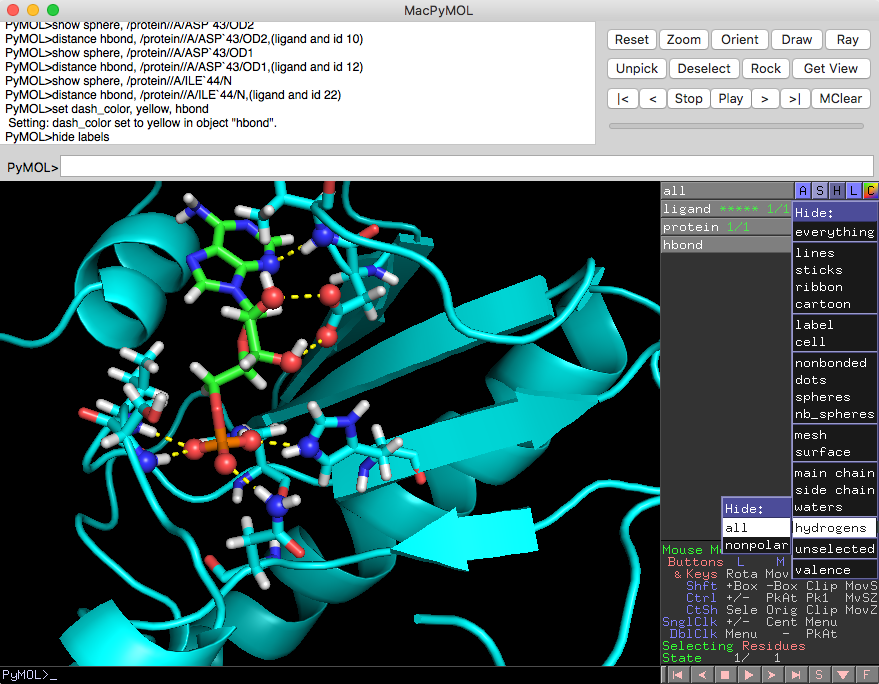 MacPyMOL
PyMOL>show sphere, /protein//A/ASP`43/OD2
PyMOL>distance hbond, /protein//A/ASP`43/OD2,(ligand and id 10)
PyMOL>show sphere, /protein//A/ASP`43/OD1
PyMOL>distance hbond, /protein//A/ASP`43/OD1,(ligand and id 12)
PyMOL>show sphere, /protein//A/ILE`44/N
PyMOL>distance hbond, /protein//A/ILE`44/N,(ligand and id 22)
PyMOL>set dash_color, yellow, hbond
Setting: dash_color set to yellow in object "hbond".
PyMOL>hide labels
Reset Zoom Orient Draw Ray
Unpick Deselect Rock Get View
|< < Stop Play > >| MClear
PyMOL>
all A S H L C
ligand ***** 1/1
protein 1/1
hbond
Hide:
everything
lines
sticks
ribbon
cartoon
label
cell
nonbonded
dots
spheres
nb_spheres
mesh
surface
main chain
side chain
waters
hydrogens
unselected
valence
Hide:
all
nonpolar
Mouse M
Buttons L M
& Keys Rota Mov
Shft +Box -Box Clip MovS
Ctrl +/- PkAt Pk1 MvSZ
CtSh Sele Orig Clip MovZ
SnglClk +/- Cent Menu
DblClk Menu - PkAt
Selecting Residues
State 1/ 1
PyMOL>_
S F